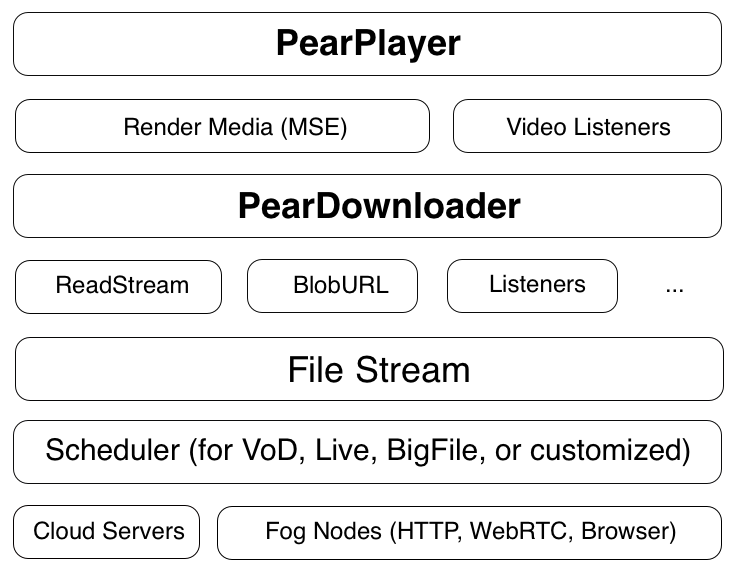 PearPlayer
Render Media (MSE)
Video Listeners
PearDownloader
ReadStream
BlobURL
Listeners
...
File Stream
Scheduler (for VoD, Live, BigFile, or customized)
Cloud Servers
Fog Nodes (HTTP, WebRTC, Browser)